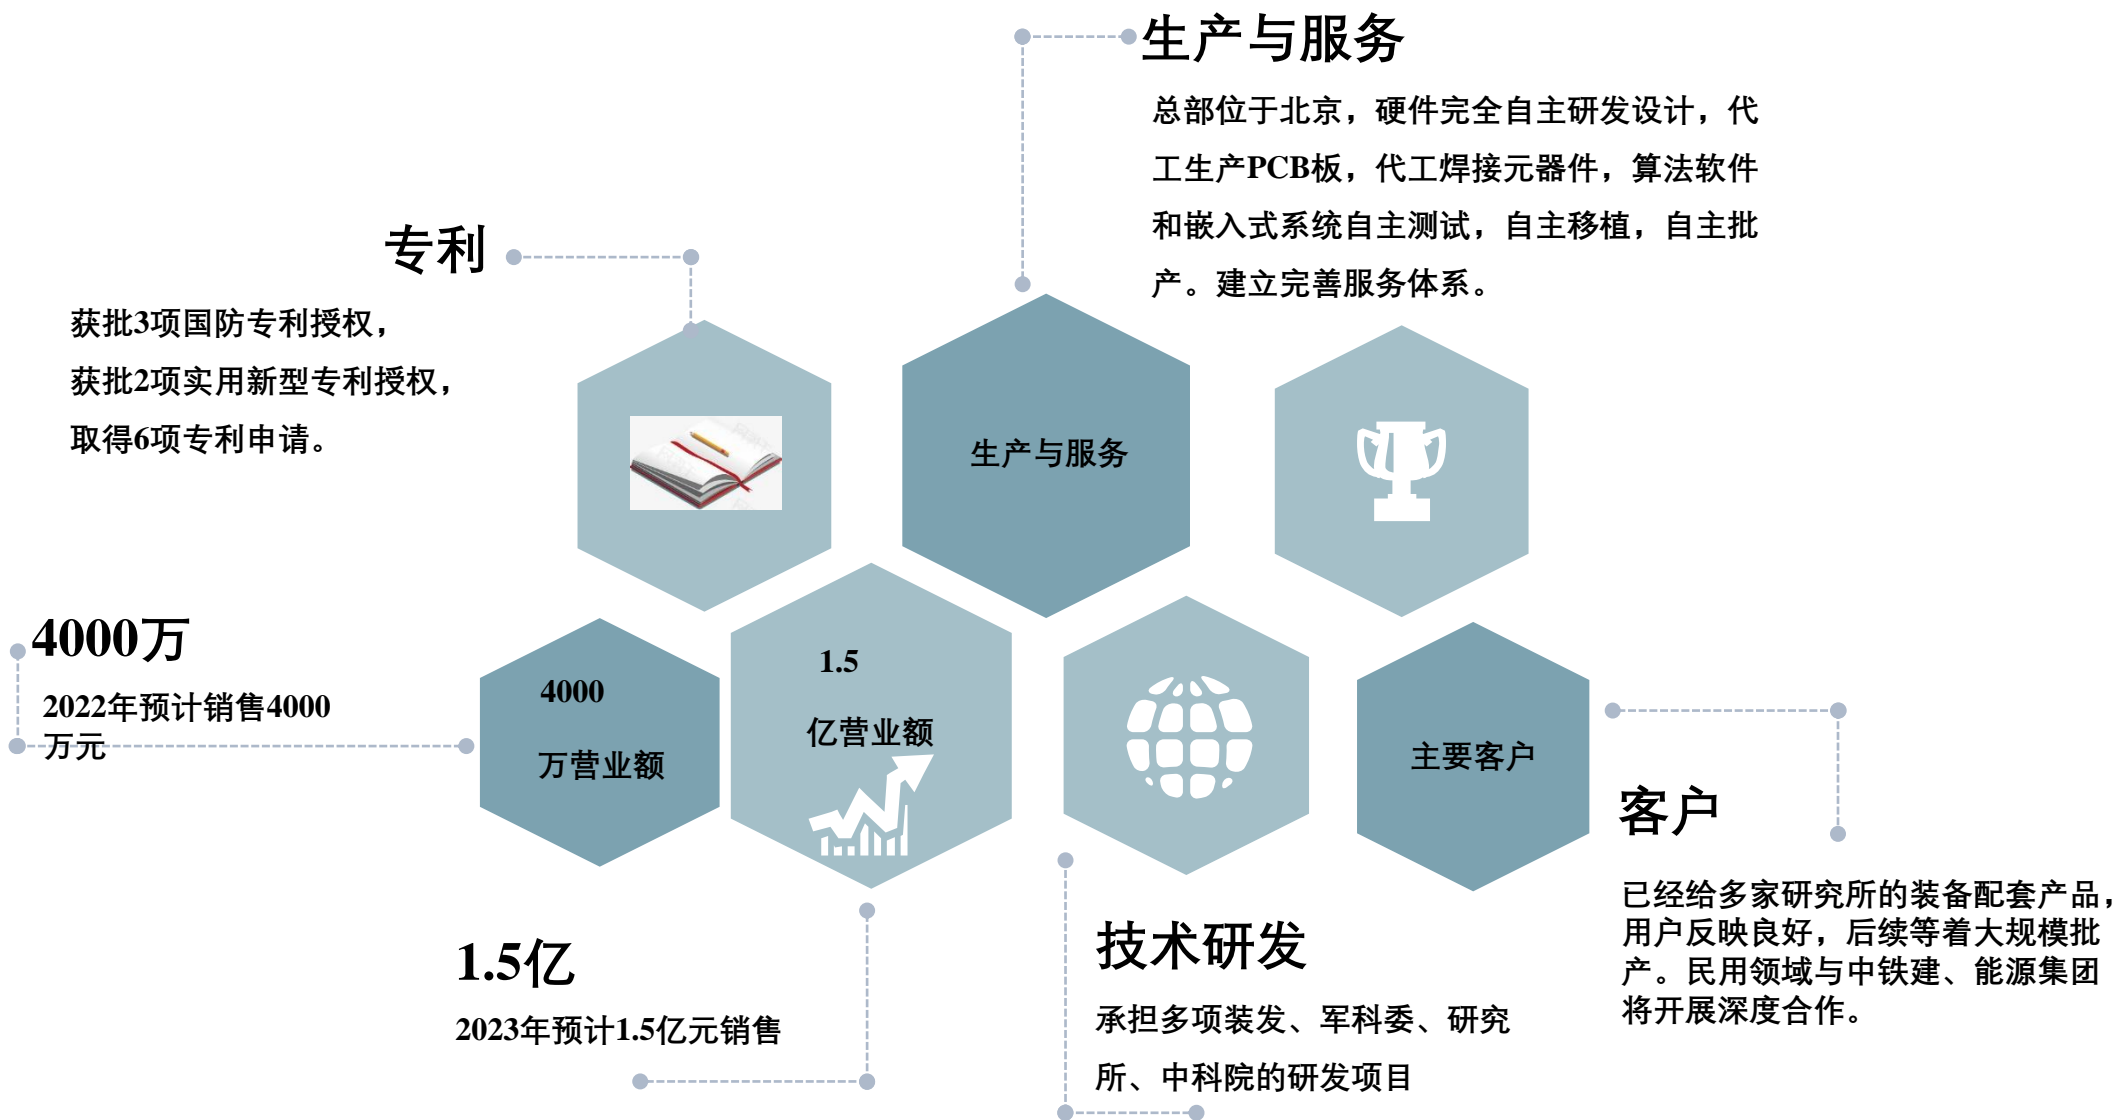 生产与服务
总部位于北京，硬件完全自主研发设计，代
工生产PCB板，代工焊接元器件，算法软件
和嵌入式系统自主测试，自主移植，自主批
产。建立完善服务体系。
专利
获批3项国防专利授权，
获批2项实用新型专利授权，
取得6项专利申请。
生产与服务
4000万
2022年预计销售4000
万元
4000
万营业额
1.5
亿营业额
主要客户
客户
已经给多家研究所的装备配套产品，
用户反映良好，后续等着大规模批
产。民用领域与中铁建、能源集团
将开展深度合作。
1.5亿
2023年预计1.5亿元销售
技术研发
承担多项装发、军科委、研究
所、中科院的研发项目